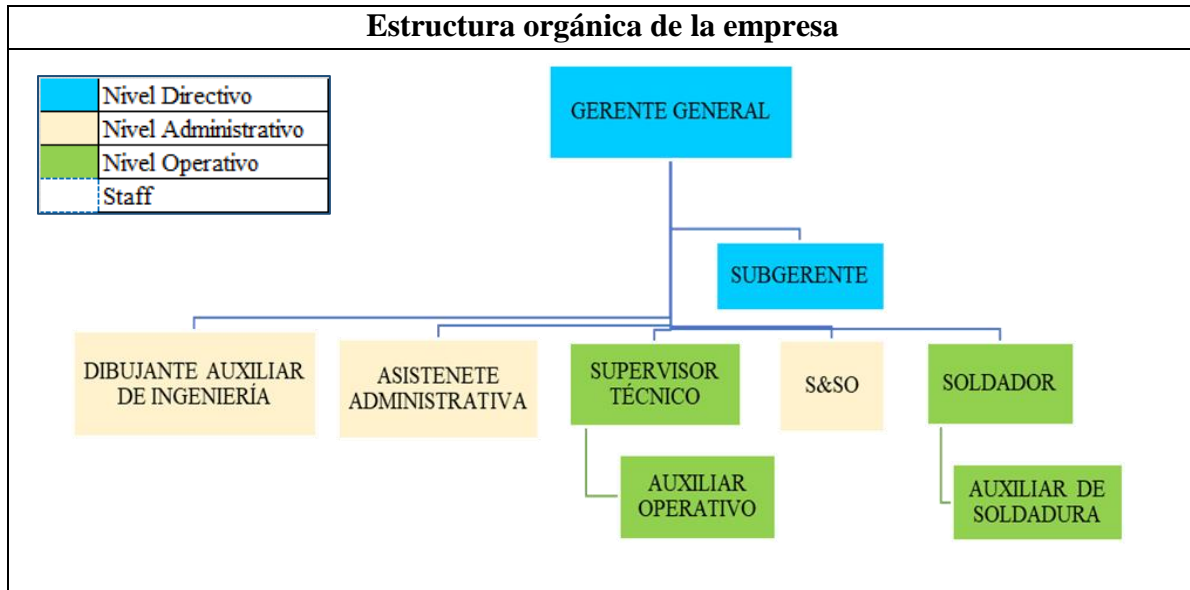 Estructura orgánica de la empresa
Nivel Directivo
Nivel Administrativo
Nivel Operativo
Staff
GERENTE GENERAL
SUBGERENTE
DIBUJANTE AUXILIAR
DE INGENIERÍA
ASISTENETE
ADMINISTRATIVA
SUPERVISOR
TÉCNICO
S&SO
SOLDADOR
AUXILIAR
OPERATIVO
AUXILIAR DE
SOLDADURA